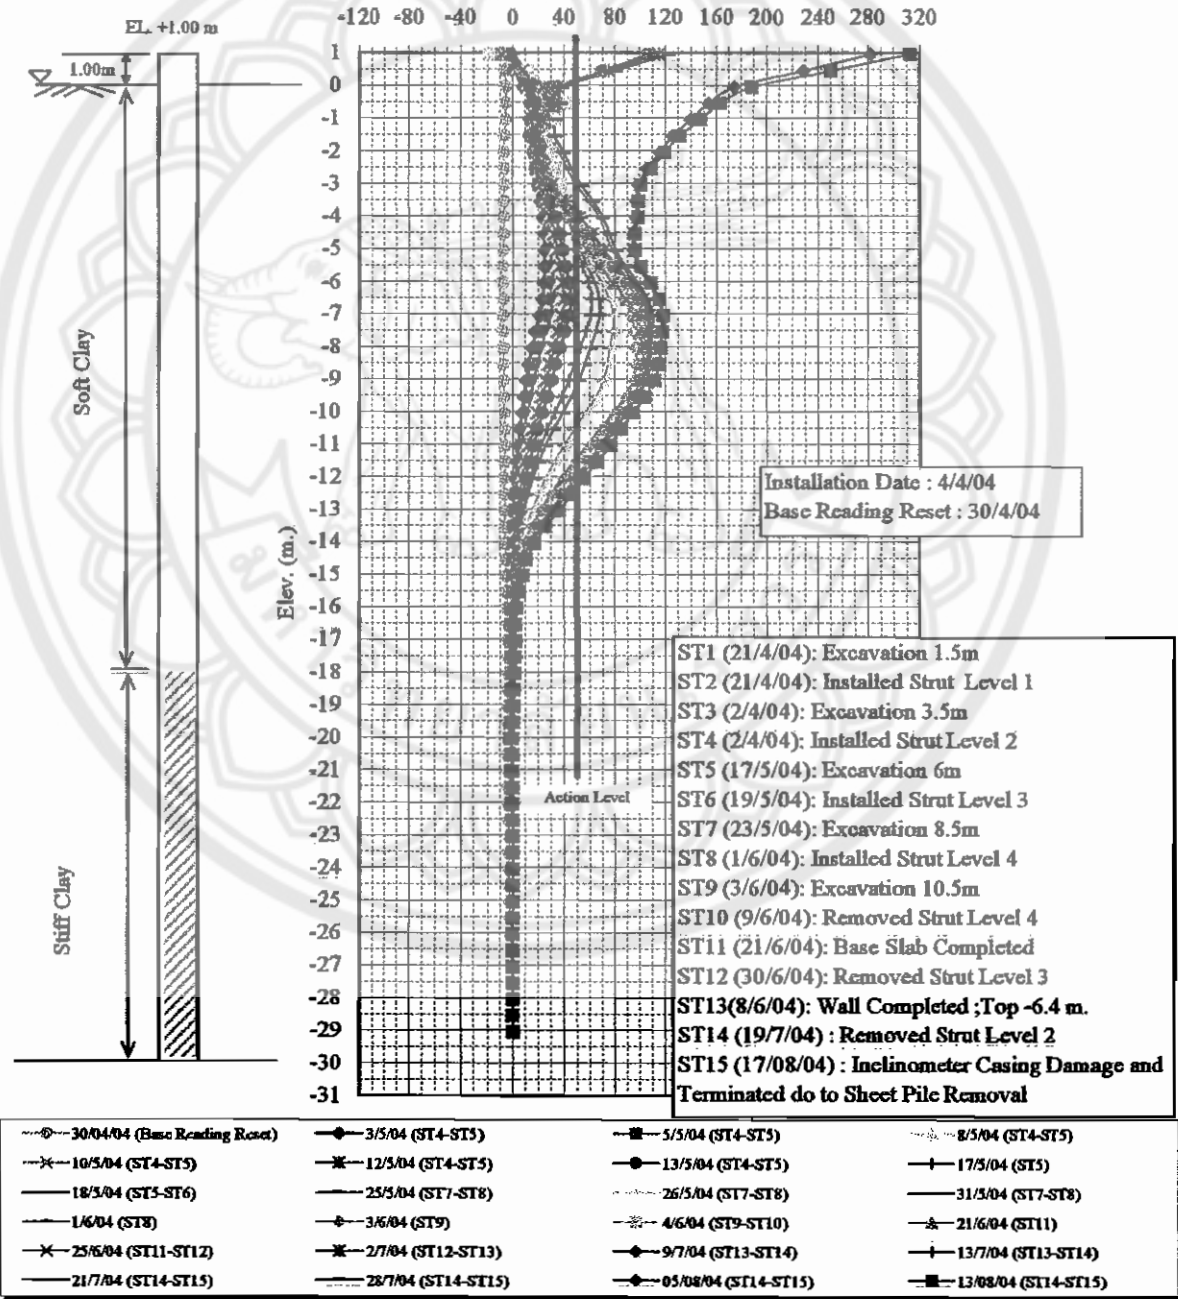 -120 -80 -40 0 40 80 120 160 200 240 280 320
EL. +1.00 m
1.00m
1
0
-1
-2
-3
-4
-5
-6
-7
-8
-9
-10
-11
-12
-13
-14
-15
-16
-17
-18
-19
-20
-21
-22
-23
-24
-25
-26
-27
-28
-29
-30
-31
Soft Clay
Stiff Clay
Elev. (m.)
Installation Date : 4/4/04
Base Reading Reset : 30/4/04
Action Level
ST1 (21/4/04): Excavation 1.5m
ST2 (21/4/04): Installed Strut Level 1
ST3 (2/4/04): Excavation 3.5m
ST4 (2/4/04): Installed Strut Level 2
ST5 (17/5/04): Excavation 6m
ST6 (19/5/04): Installed Strut Level 3
ST7 (23/5/04): Excavation 8.5m
ST8 (1/6/04): Installed Strut Level 4
ST9 (3/6/04): Excavation 10.5m
ST10 (9/6/04): Removed Strut Level 4
ST11 (21/6/04): Base Slab Completed
ST12 (30/6/04): Removed Strut Level 3
ST13(8/6/04): Wall Completed ;Top -6.4 m.
ST14 (19/7/04) : Removed Strut Level 2
ST15 (17/08/04) : Inclinometer Casing Damage and
Terminated do to Sheet Pile Removal
30/04/04 (Base Reading Reset) 3/5/04 (ST4-ST5) 5/5/04 (ST4-ST5) 8/5/04 (ST4-ST5)
10/5/04 (ST4-ST5) 12/5/04 (ST4-ST5) 13/5/04 (ST4-ST5) 17/5/04 (ST5)
18/5/04 (ST5-ST6) 25/5/04 (ST7-ST8) 26/5/04 (ST7-ST8) 31/5/04 (ST7-ST8)
1/6/04 (ST8) 3/6/04 (ST9) 4/6/04 (ST9-ST10) 21/6/04 (ST11)
25/6/04 (ST11-ST12) 2/7/04 (ST12-ST13) 9/7/04 (ST13-ST14) 13/7/04 (ST13-ST14)
21/7/04 (ST14-ST15) 28/7/04 (ST14-ST15) 05/08/04 (ST14-ST15) 13/08/04 (ST14-ST15)